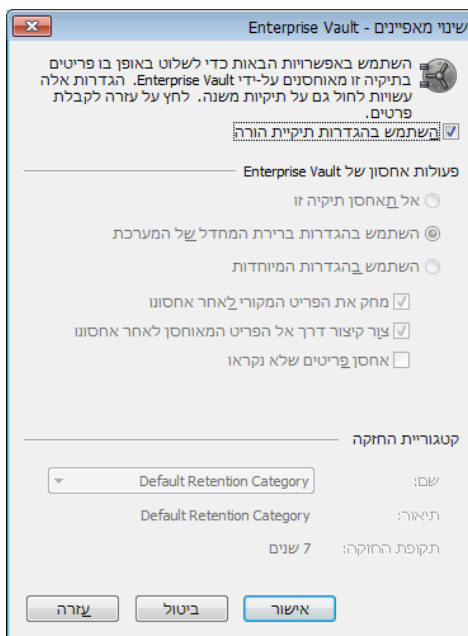 שינוי מאפיינים - Enterprise Vault
השתמש באפשרויות הבאות כדי לשלוט באופן בו פריטים
בתיקיה זו מאוחסנים על-ידי Enterprise Vault. הגדרות אלה
עשויות לחול גם על תיקיות משנה. לחץ על עזרה לקבלת
פרטים.
השתמש בהגדרות תיקיית הורה
פעולות אחסון של Enterprise Vault
אל תאחסן תיקיה זו
השתמש בהגדרות ברירת המחדל של המערכת
השתמש בהגדרות המיוחדות
מחק את הפריט המקורי לאחר אחסונו
צור קיצור דרך אל הפריט המאוחסן לאחר אחסונו
אחסן פריטים שלא נקראו
קטגוריית החזקה
שם: Default Retention Category
תיאור: Default Retention Category
תקופת החזקה: 7 שנים
אישור ביטול עזרה